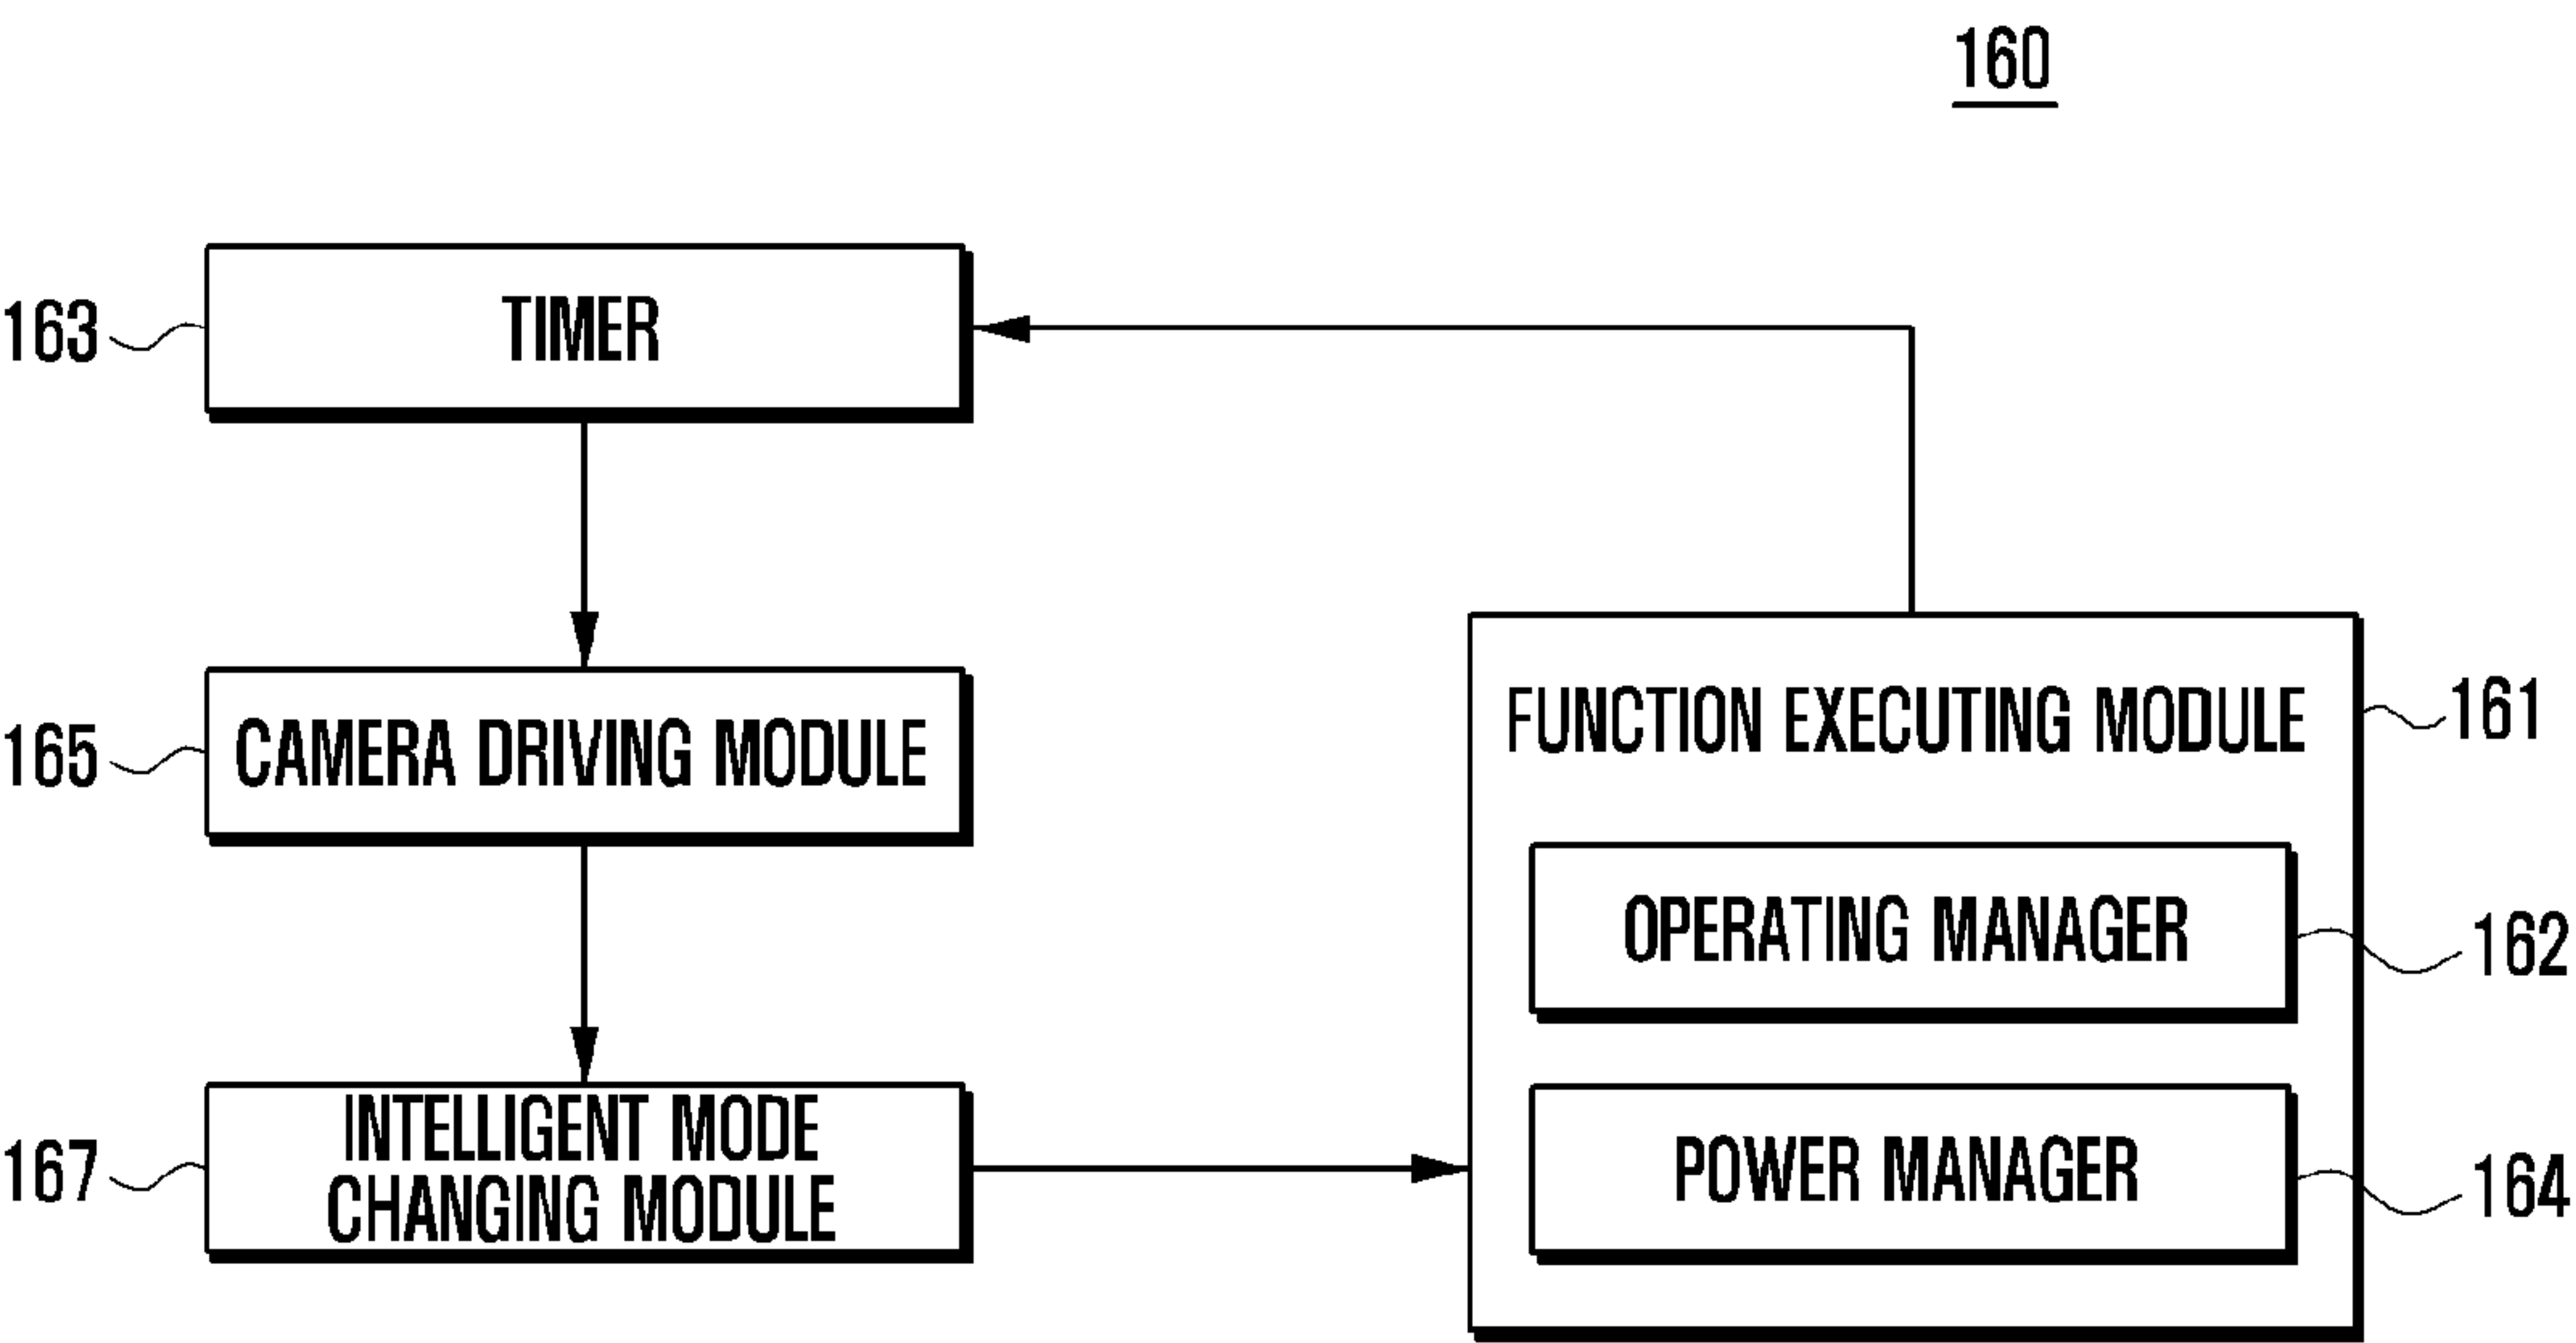 160
163
TIMER
165
CAMERA DRIVING MODULE
FUNCTION EXECUTING MODULE
161
OPERATING MANAGER
162
167
INTELLIGENT MODE
CHANGING MODULE
POWER MANAGER
164